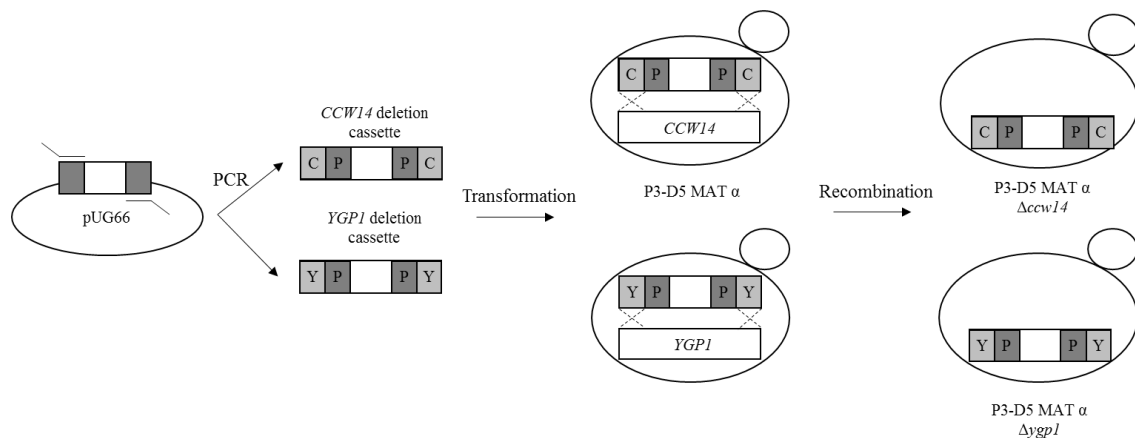 pUG66
PCR
CCW14 deletion
cassette
C P P C
YGP1 deletion
cassette
Y P P Y
Transformation
C P P C
CCW14
P3-D5 MAT α
Y P P Y
YGP1
Recombination
C P P C
P3-D5 MAT α
Δccw14
Y P P Y
P3-D5 MAT α
Δygp1